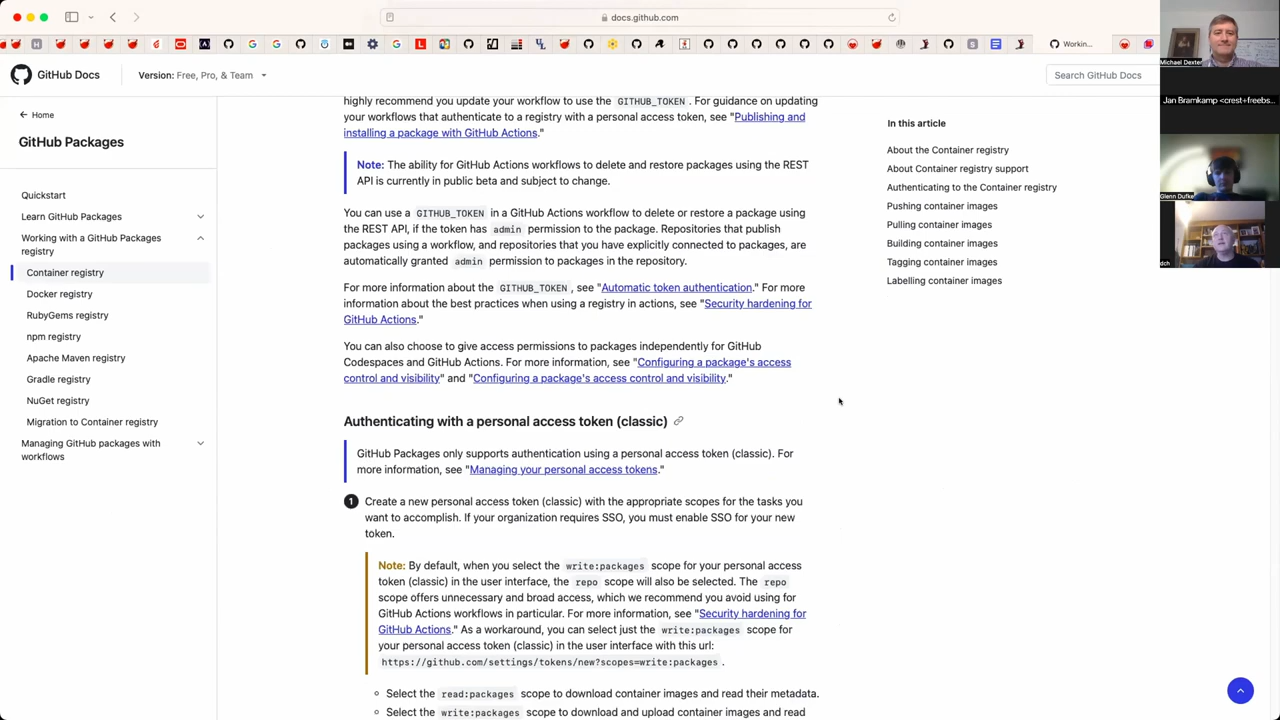 docs.github.com
Workin...
GitHub Docs
Version: Free, Pro, & Team
Search GitHub Docs
Michael Dexter
Jan Bramkamp <crest+freebs...
Glenn Dufke
dch
Home
GitHub Packages
Quickstart
Learn GitHub Packages
Working with a GitHub Packages
registry
Container registry
Docker registry
RubyGems registry
npm registry
Apache Maven registry
Gradle registry
NuGet registry
Migration to Container registry
Managing GitHub packages with
workflows
highly recommend you update your workflow to use the GITHUB_TOKEN. For guidance on updating
your workflows that authenticate to a registry with a personal access token, see "Publishing and
installing a package with GitHub Actions."
Note: The ability for GitHub Actions workflows to delete and restore packages using the REST
API is currently in public beta and subject to change.
You can use a GITHUB_TOKEN in a GitHub Actions workflow to delete or restore a package using
the REST API, if the token has admin permission to the package. Repositories that publish
packages using a workflow, and repositories that you have explicitly connected to packages, are
automatically granted admin permission to packages in the repository.
For more information about the GITHUB_TOKEN, see "Automatic token authentication." For more
information about the best practices when using a registry in actions, see "Security hardening for
GitHub Actions."
You can also choose to give access permissions to packages independently for GitHub
Codespaces and GitHub Actions. For more information, see "Configuring a package's access
control and visibility" and "Configuring a package's access control and visibility."
Authenticating with a personal access token (classic)
GitHub Packages only supports authentication using a personal access token (classic). For
more information, see "Managing your personal access tokens."
1 Create a new personal access token (classic) with the appropriate scopes for the tasks you
want to accomplish. If your organization requires SSO, you must enable SSO for your new
token.
Note: By default, when you select the write:packages scope for your personal access
token (classic) in the user interface, the repo scope will also be selected. The repo
scope offers unnecessary and broad access, which we recommend you avoid using for
GitHub Actions workflows in particular. For more information, see "Security hardening for
GitHub Actions." As a workaround, you can select just the write:packages scope for
your personal access token (classic) in the user interface with this url:
https://github.com/settings/tokens/new?scopes=write:packages .
Select the read:packages scope to download container images and read their metadata.
Select the write:packages scope to download and upload container images and read
In this article
About the Container registry
About Container registry support
Authenticating to the Container registry
Pushing container images
Pulling container images
Building container images
Tagging container images
Labelling container images